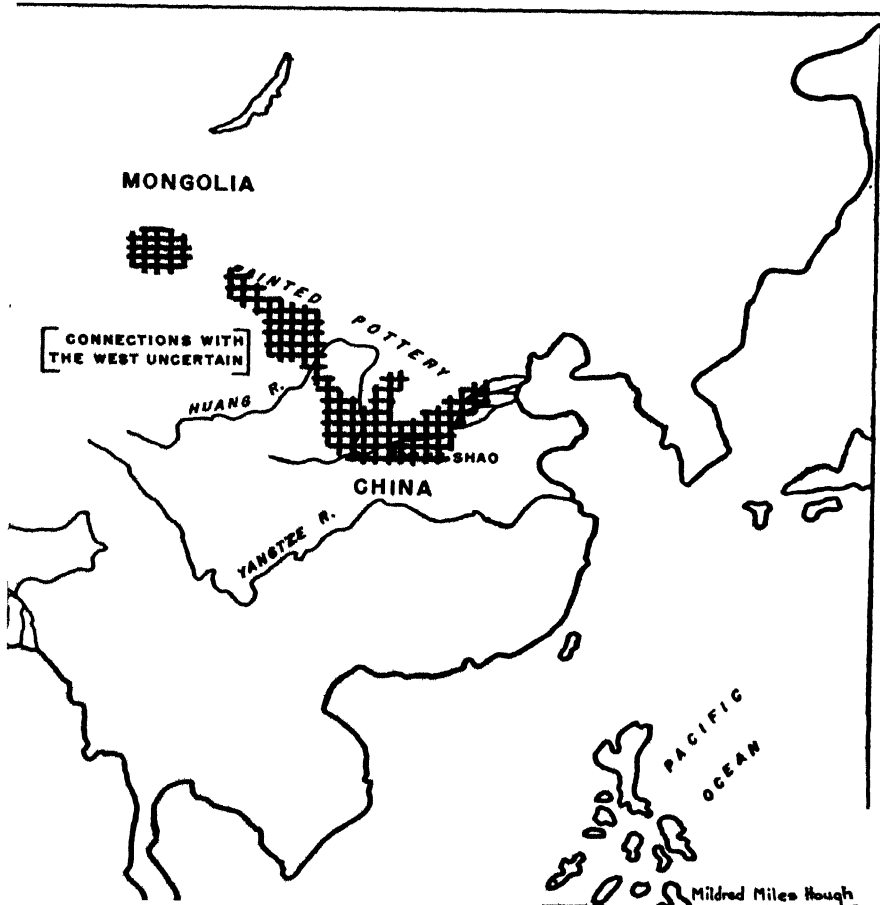 MONGOLIA
PAINTED
POTTERY
[CONNECTIONS WITH
THE WEST UNCERTAIN]
HUANG R.
SHAO
CHINA
YANGTZE R.
PACIFIC
OCEAN
Mildred Miles Hough